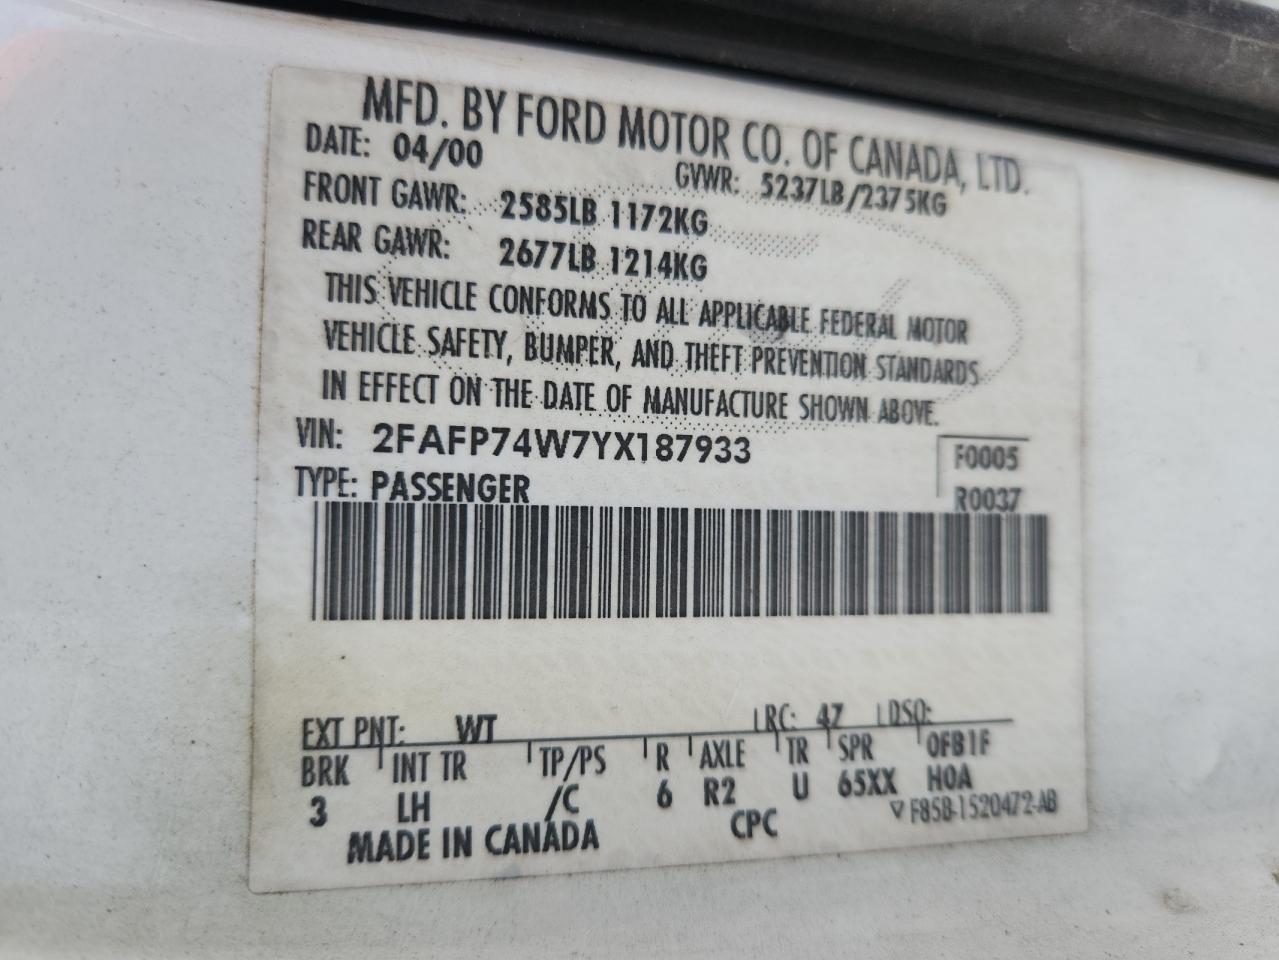 MFD. BY FORD MOTOR CO. OF CANADA, LTD.
DATE: 04/00 GVWR: 5237LB/2375KG
FRONT GAWR: 2585LB 1172KG
REAR GAWR: 2677LB 1214KG
THIS VEHICLE CONFORMS TO ALL APPLICABLE FEDERAL MOTOR
VEHICLE SAFETY, BUMPER, AND THEFT PREVENTION STANDARDS
IN EFFECT ON THE DATE OF MANUFACTURE SHOWN ABOVE.
VIN: 2FAFP74W7YX187933 F0005
TYPE: PASSENGER R0037
EXT PNT: WT RC: 47 DSO:
BRK INT TR TP/PS R AXLE TR SPR 0FB1F
3 LH /C 6 R2 U 65XX H0A
MADE IN CANADA CPC ▽ F85B-1520472-AB